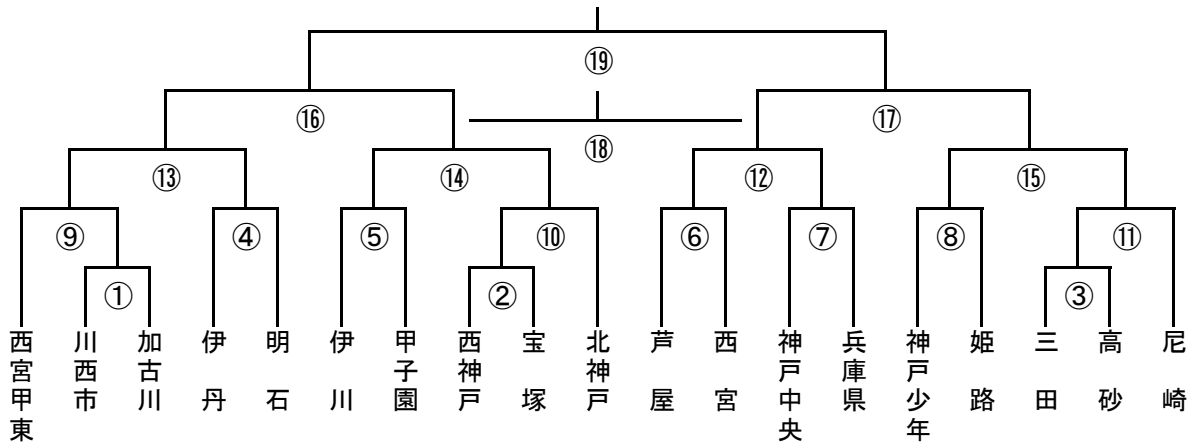 ⑲
⑯
⑰
⑱
⑬
⑭
⑫
⑮
⑨
④
⑤
⑩
⑥
⑦
⑧
⑪
①
②
③
西宮甲東
川西市
加古川
伊丹
明石
伊川
甲子園
西神戸
宝塚
北神戸
芦屋
西宮
神戸中央
兵庫県
神戸少年
姫路
三田
高砂
尼崎